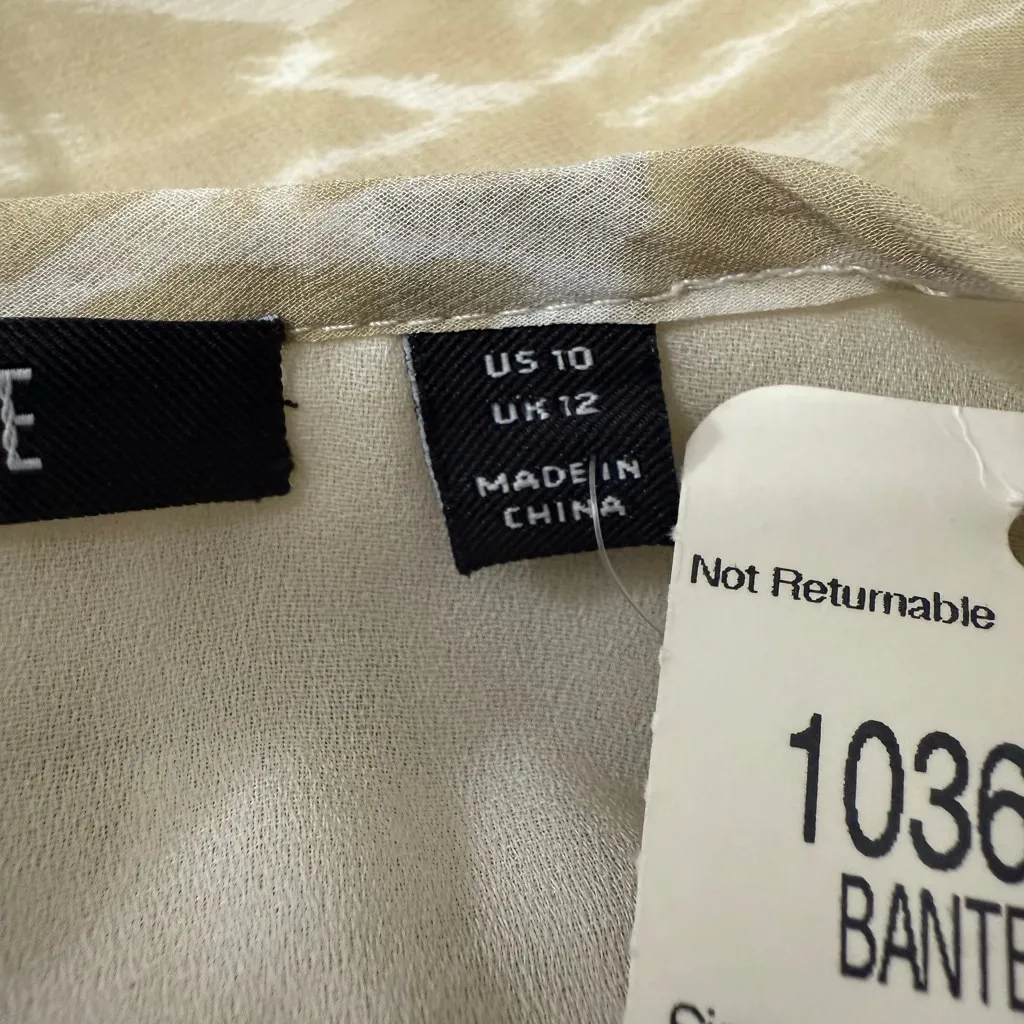 E
US 10
UK 12
MADE IN
CHINA
Not Returnable
1036
BANTE